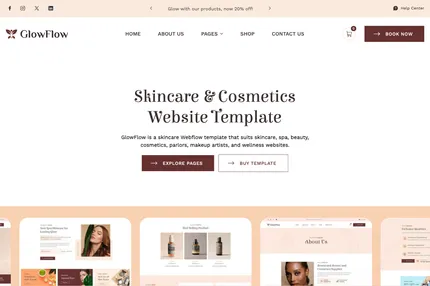 Glow with our products, now 20% off!
Help Center
GlowFlow
HOME
ABOUT US
PAGES
SHOP
CONTACT US
0
BOOK NOW
Skincare & Cosmetics
Website Template
GlowFlow is a skincare Webflow template that suits skincare, spa, beauty,
cosmetics, parlors, makeup artists, and wellness websites.
EXPLORE PAGES
BUY TEMPLATE
About Us